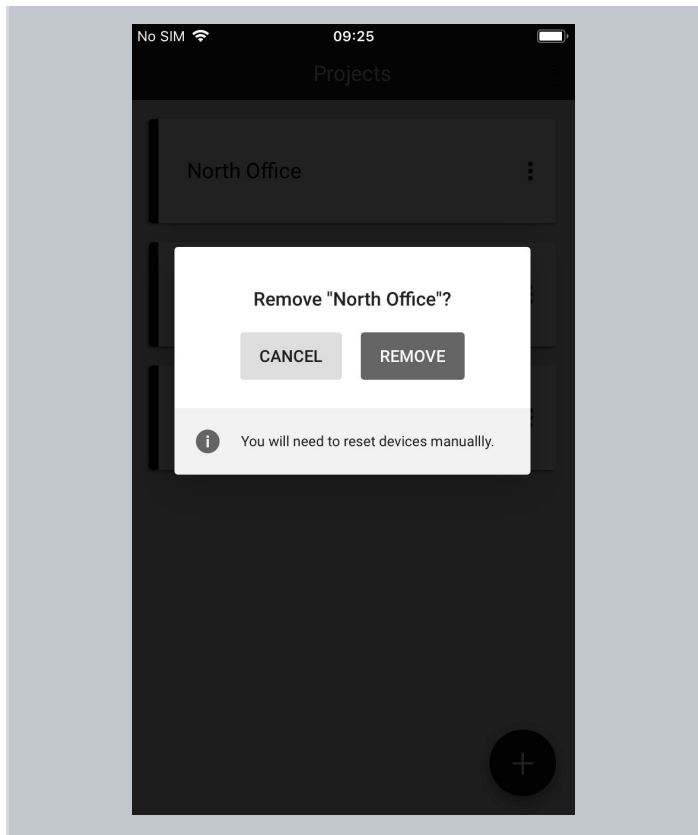 No SIM 09:25
Projects
North Office
Remove "North Office"?
CANCEL REMOVE
You will need to reset devices manuallly.